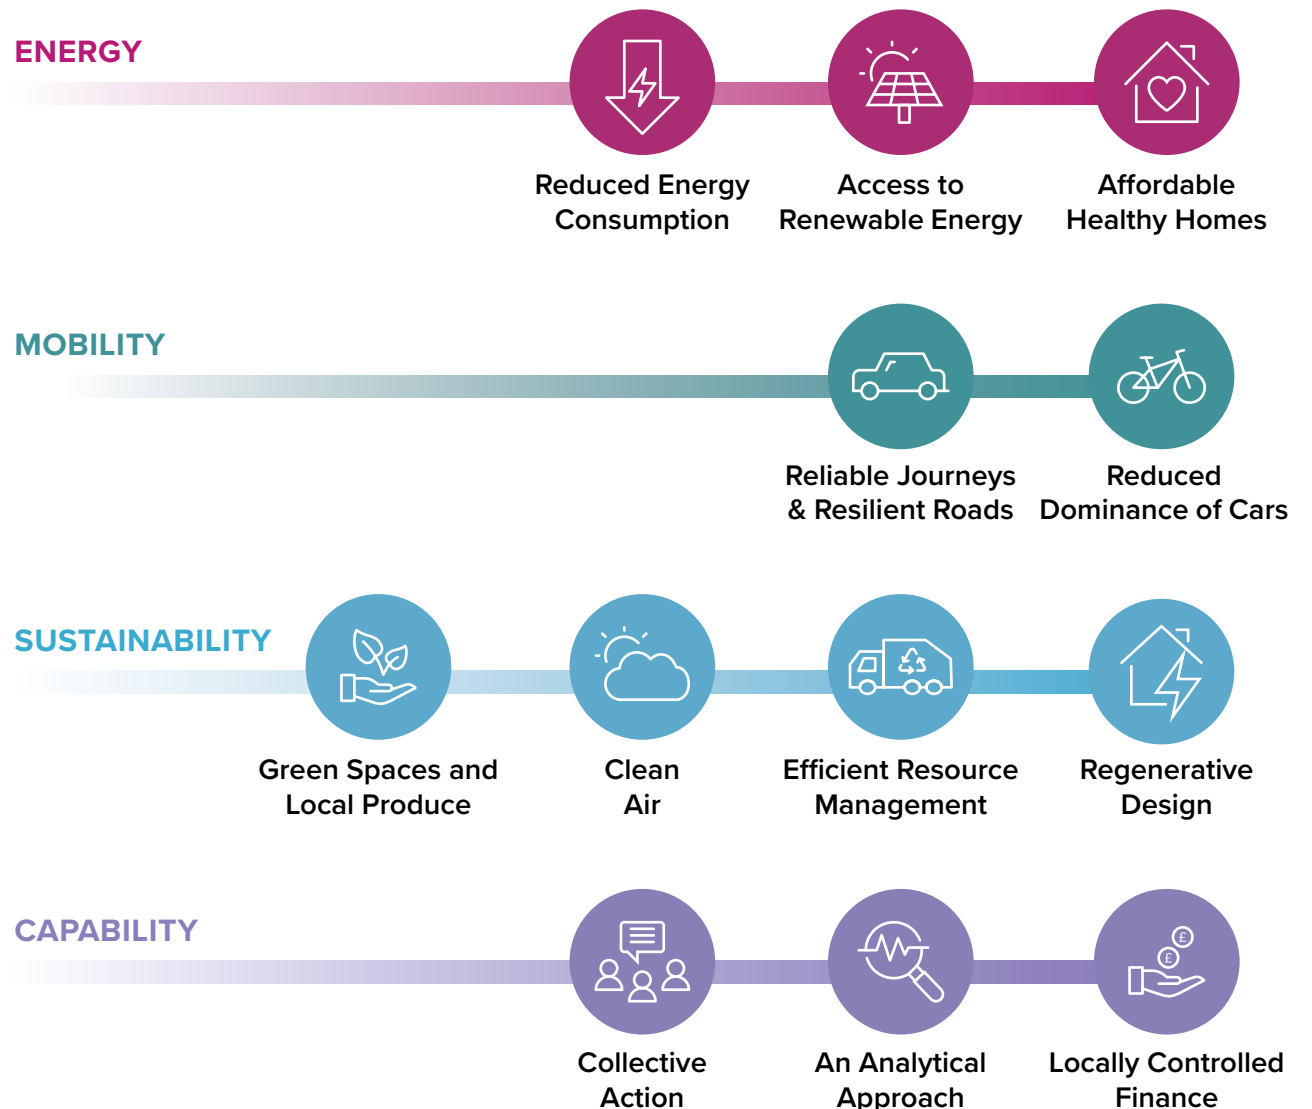 ENERGY
Reduced Energy
Consumption
Access to
Renewable Energy
Affordable
Healthy Homes
MOBILITY
Reliable Journeys
& Resilient Roads
Reduced
Dominance of Cars
SUSTAINABILITY
Green Spaces and
Local Produce
Clean
Air
Efficient Resource
Management
Regenerative
Design
CAPABILITY
£
£
Collective
Action
An Analytical
Approach
Locally Controlled
Finance